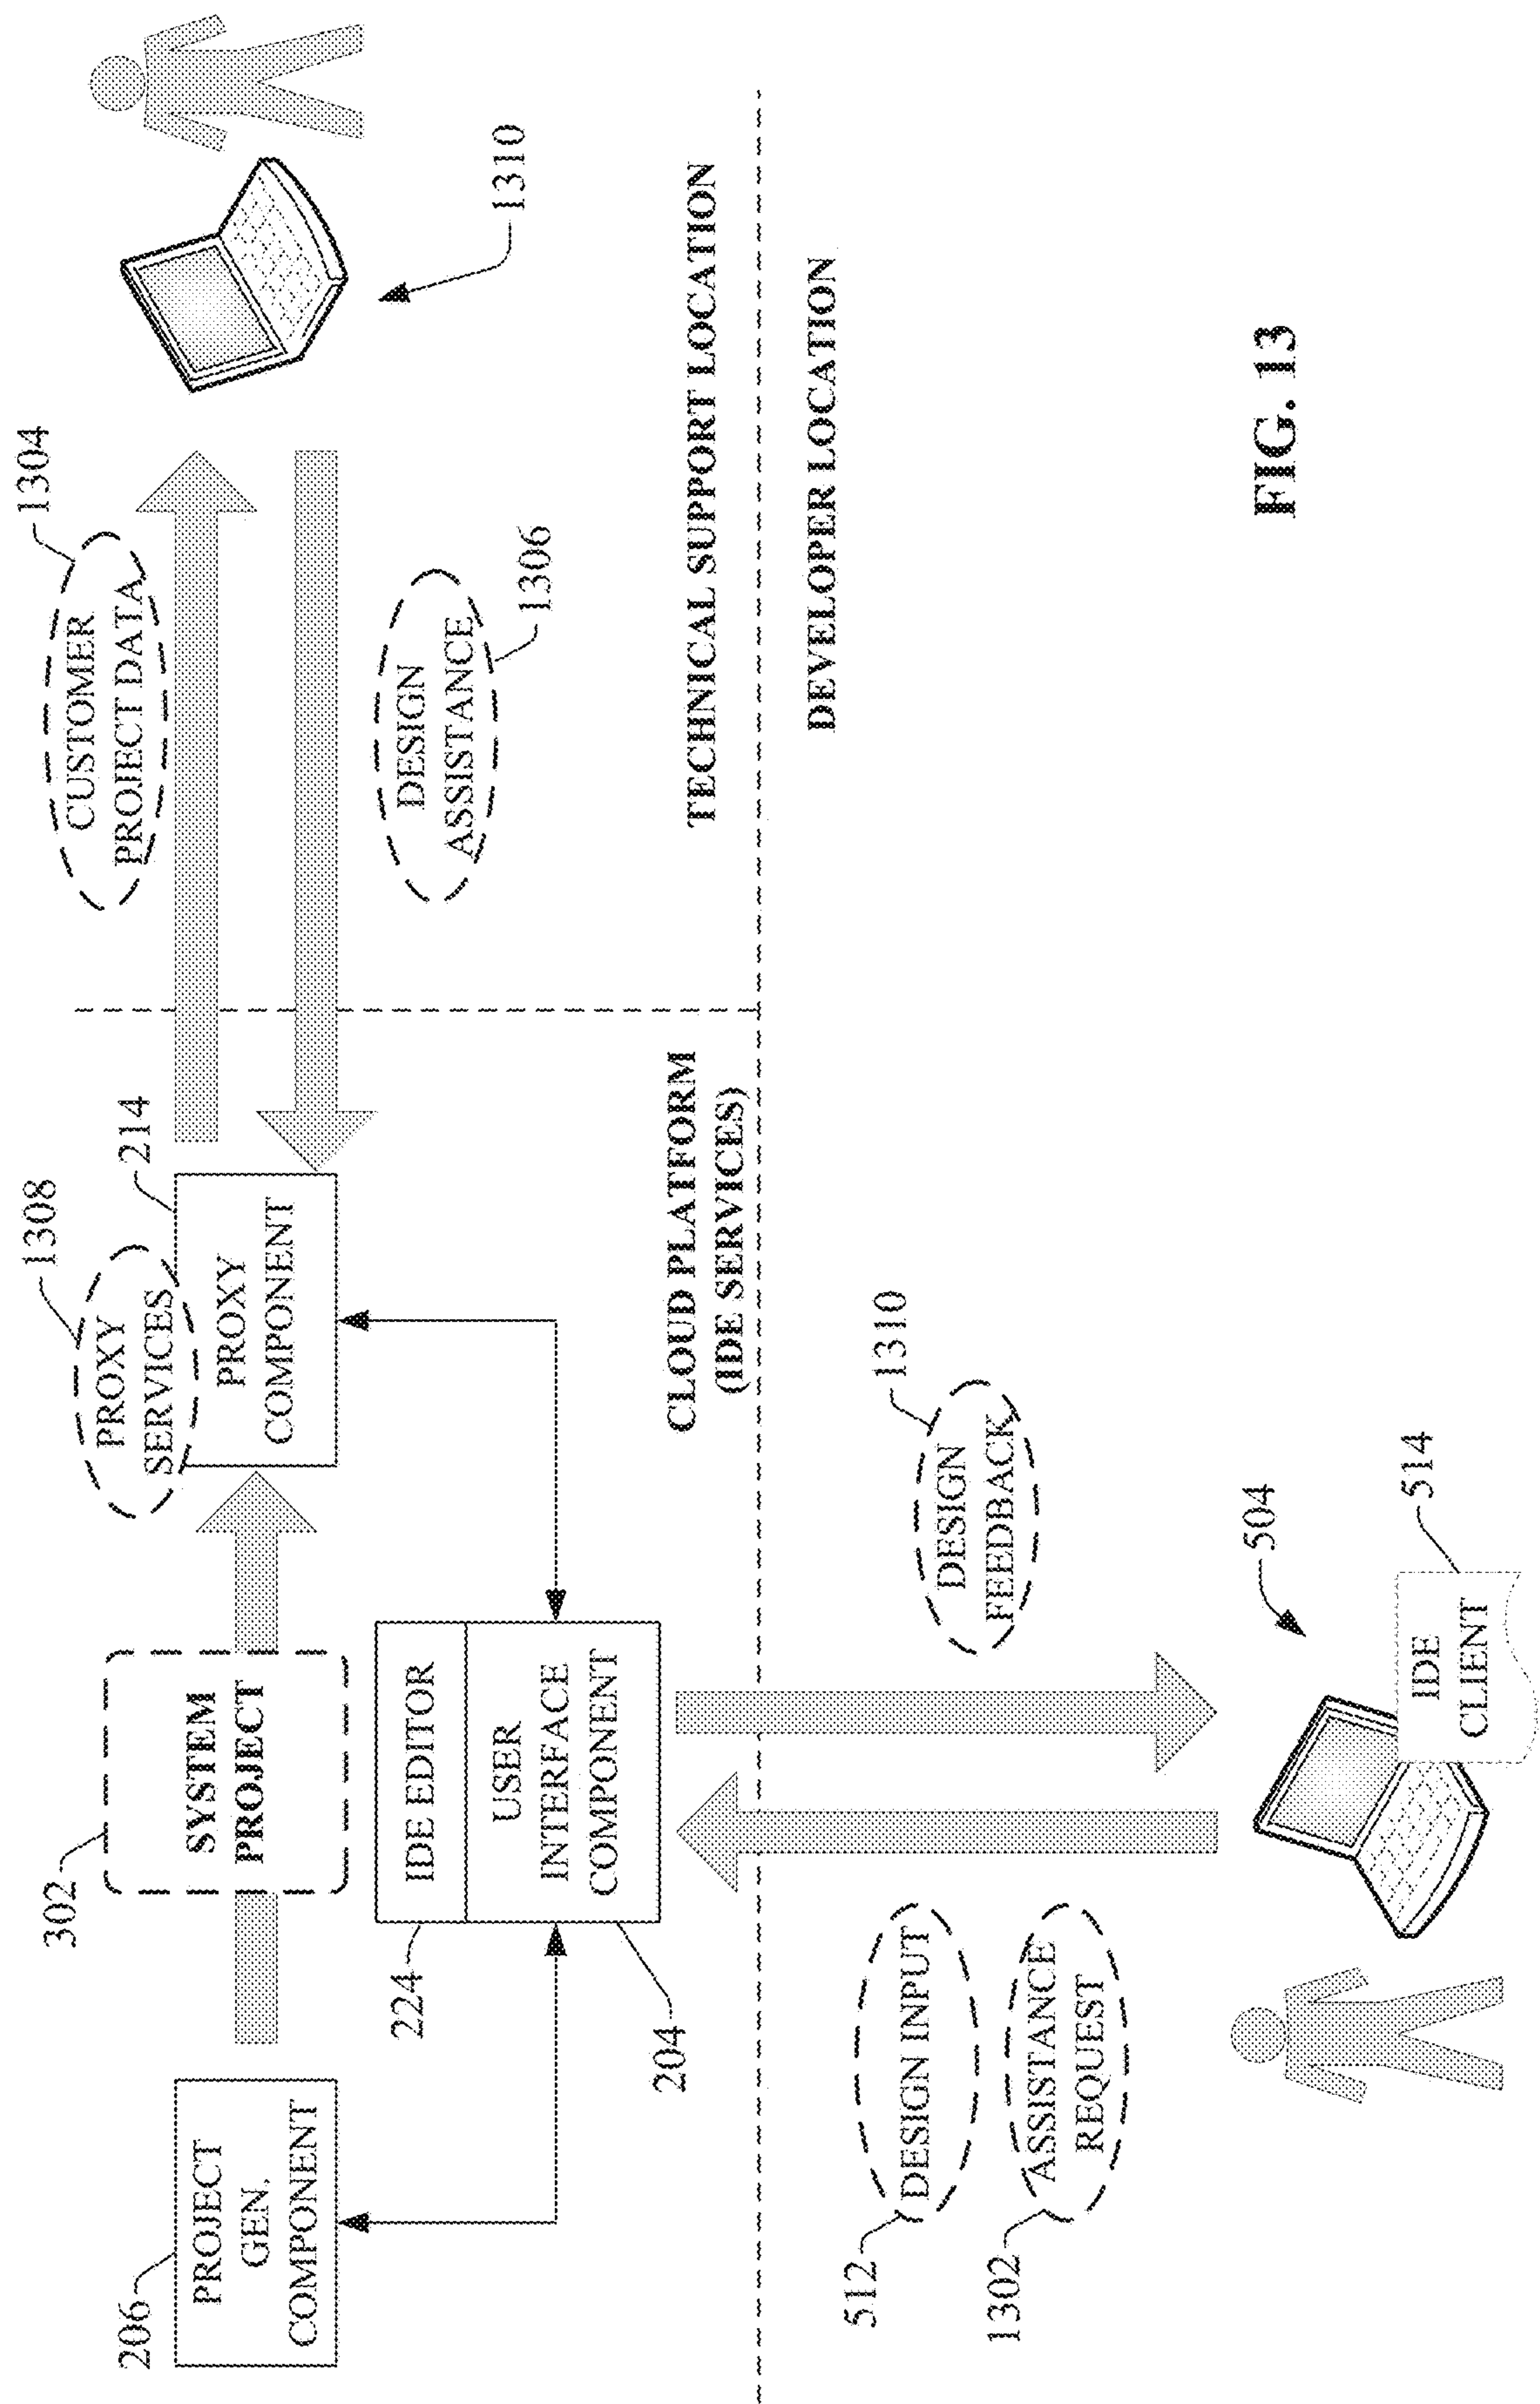 206
PROJECT
GEN.
COMPONENT
302
SYSTEM
PROJECT
1308
PROXY
SERVICES
214
PROXY
COMPONENT
1304
CUSTOMER
PROJECT DATA
DESIGN
ASSISTANCE
1306
1310
224
IDE EDITOR
USER
INTERFACE
COMPONENT
204
CLOUD PLATFORM
(IDE SERVICES)
TECHNICAL SUPPORT LOCATION
DEVELOPER LOCATION
512
DESIGN INPUT
1302
ASSISTANCE
REQUEST
DESIGN
FEEDBACK
1310
504
IDE
CLIENT
514
FIG. 13